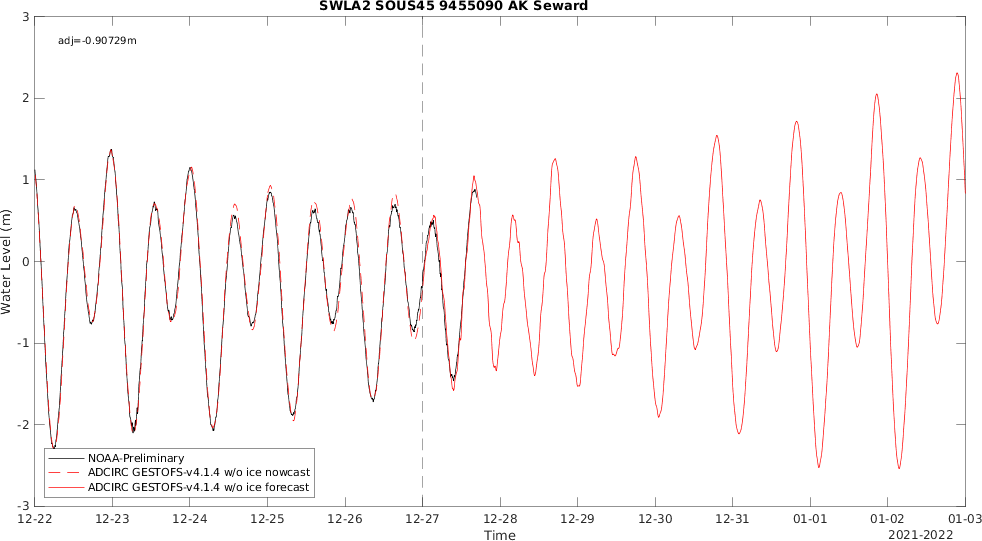 SWLA2 SOUS45 9455090 AK Seward
adj=-0.90729m
3
2
1
0
-1
-2
-3
Water Level (m)
NOAA-Preliminary
ADCIRC GESTOFS-v4.1.4 w/o ice nowcast
ADCIRC GESTOFS-v4.1.4 w/o ice forecast
12-22 12-23 12-24 12-25 12-26 12-27 12-28 12-29 12-30 12-31 01-01 01-02 01-03
Time
2021-2022